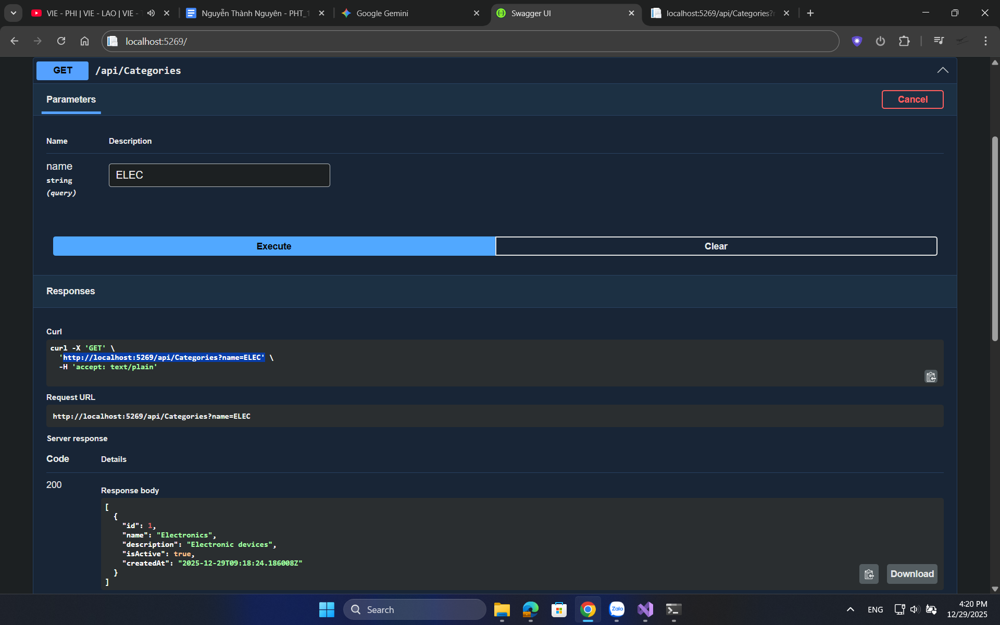 VIE - PHI | VIE - LAO | VIE -
Nguyễn Thành Nguyên - PHT_1
Google Gemini
Swagger UI
localhost:5269/api/Categories?
localhost:5269/
GET /api/Categories
Parameters
Cancel
Name Description
name
string
(query)
ELEC
Execute
Clear
Responses
Curl
curl -X 'GET' \
'http://localhost:5269/api/Categories?name=ELEC' \
-H 'accept: text/plain'
Request URL
http://localhost:5269/api/Categories?name=ELEC
Server response
Code Details
200
Response body
[
{
"id": 1,
"name": "Electronics",
"description": "Electronic devices",
"isActive": true,
"createdAt": "2025-12-29T09:18:24.186008Z"
}
]
Download
Search
Zalo
ENG
4:20 PM
12/29/2025